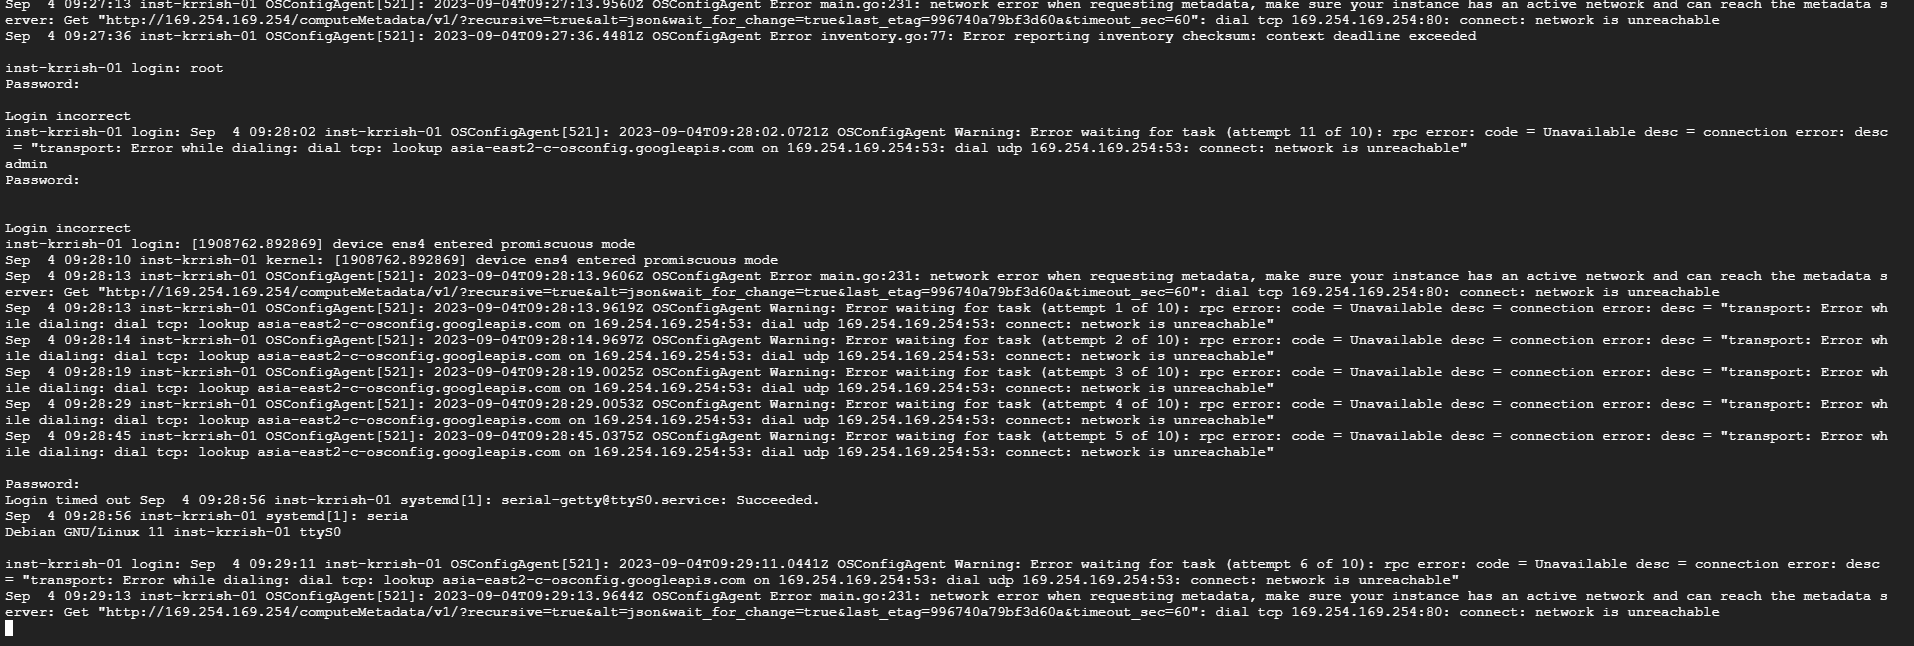 Sep  4 09:27:13 inst-krrish-01 OSConfigAgent[521]: 2023-09-04T09:27:13.9560Z OSConfigAgent Error main.go:231: network error when requesting metadata, make sure your instance has an active network and can reach the metadata s
erver: Get "http://169.254.169.254/computeMetadata/v1/?recursive=true&alt=json&wait_for_change=true&last_etag=996740a79bf3d60a&timeout_sec=60": dial tcp 169.254.169.254:80: connect: network is unreachable
Sep  4 09:27:36 inst-krrish-01 OSConfigAgent[521]: 2023-09-04T09:27:36.4481Z OSConfigAgent Error inventory.go:77: Error reporting inventory checksum: context deadline exceeded
inst-krrish-01 login: root
Password:
Login incorrect
inst-krrish-01 login: Sep  4 09:28:02 inst-krrish-01 OSConfigAgent[521]: 2023-09-04T09:28:02.0721Z OSConfigAgent Warning: Error waiting for task (attempt 11 of 10): rpc error: code = Unavailable desc = connection error: desc
 = "transport: Error while dialing: dial tcp: lookup asia-east2-c-osconfig.googleapis.com on 169.254.169.254:53: dial udp 169.254.169.254:53: connect: network is unreachable"
admin
Password:
Login incorrect
inst-krrish-01 login: [1908762.892869] device ens4 entered promiscuous mode
Sep  4 09:28:10 inst-krrish-01 kernel: [1908762.892869] device ens4 entered promiscuous mode
Sep  4 09:28:13 inst-krrish-01 OSConfigAgent[521]: 2023-09-04T09:28:13.9606Z OSConfigAgent Error main.go:231: network error when requesting metadata, make sure your instance has an active network and can reach the metadata s
erver: Get "http://169.254.169.254/computeMetadata/v1/?recursive=true&alt=json&wait_for_change=true&last_etag=996740a79bf3d60a&timeout_sec=60": dial tcp 169.254.169.254:80: connect: network is unreachable
Sep  4 09:28:13 inst-krrish-01 OSConfigAgent[521]: 2023-09-04T09:28:13.9619Z OSConfigAgent Warning: Error waiting for task (attempt 1 of 10): rpc error: code = Unavailable desc = connection error: desc = "transport: Error wh
ile dialing: dial tcp: lookup asia-east2-c-osconfig.googleapis.com on 169.254.169.254:53: dial udp 169.254.169.254:53: connect: network is unreachable"
Sep  4 09:28:14 inst-krrish-01 OSConfigAgent[521]: 2023-09-04T09:28:14.9697Z OSConfigAgent Warning: Error waiting for task (attempt 2 of 10): rpc error: code = Unavailable desc = connection error: desc = "transport: Error wh
ile dialing: dial tcp: lookup asia-east2-c-osconfig.googleapis.com on 169.254.169.254:53: dial udp 169.254.169.254:53: connect: network is unreachable"
Sep  4 09:28:19 inst-krrish-01 OSConfigAgent[521]: 2023-09-04T09:28:19.0025Z OSConfigAgent Warning: Error waiting for task (attempt 3 of 10): rpc error: code = Unavailable desc = connection error: desc = "transport: Error wh
ile dialing: dial tcp: lookup asia-east2-c-osconfig.googleapis.com on 169.254.169.254:53: dial udp 169.254.169.254:53: connect: network is unreachable"
Sep  4 09:28:29 inst-krrish-01 OSConfigAgent[521]: 2023-09-04T09:28:29.0053Z OSConfigAgent Warning: Error waiting for task (attempt 4 of 10): rpc error: code = Unavailable desc = connection error: desc = "transport: Error wh
ile dialing: dial tcp: lookup asia-east2-c-osconfig.googleapis.com on 169.254.169.254:53: dial udp 169.254.169.254:53: connect: network is unreachable"
Sep  4 09:28:45 inst-krrish-01 OSConfigAgent[521]: 2023-09-04T09:28:45.0375Z OSConfigAgent Warning: Error waiting for task (attempt 5 of 10): rpc error: code = Unavailable desc = connection error: desc = "transport: Error wh
ile dialing: dial tcp: lookup asia-east2-c-osconfig.googleapis.com on 169.254.169.254:53: dial udp 169.254.169.254:53: connect: network is unreachable"
Password:
Login timed out Sep  4 09:28:56 inst-krrish-01 systemd[1]: serial-getty@ttyS0.service: Succeeded.
Sep  4 09:28:56 inst-krrish-01 systemd[1]: seria
Debian GNU/Linux 11 inst-krrish-01 ttyS0
inst-krrish-01 login: Sep  4 09:29:11 inst-krrish-01 OSConfigAgent[521]: 2023-09-04T09:29:11.0441Z OSConfigAgent Warning: Error waiting for task (attempt 6 of 10): rpc error: code = Unavailable desc = connection error: desc
= "transport: Error while dialing: dial tcp: lookup asia-east2-c-osconfig.googleapis.com on 169.254.169.254:53: dial udp 169.254.169.254:53: connect: network is unreachable"
Sep  4 09:29:13 inst-krrish-01 OSConfigAgent[521]: 2023-09-04T09:29:13.9644Z OSConfigAgent Error main.go:231: network error when requesting metadata, make sure your instance has an active network and can reach the metadata s
erver: Get "http://169.254.169.254/computeMetadata/v1/?recursive=true&alt=json&wait_for_change=true&last_etag=996740a79bf3d60a&timeout_sec=60": dial tcp 169.254.169.254:80: connect: network is unreachable